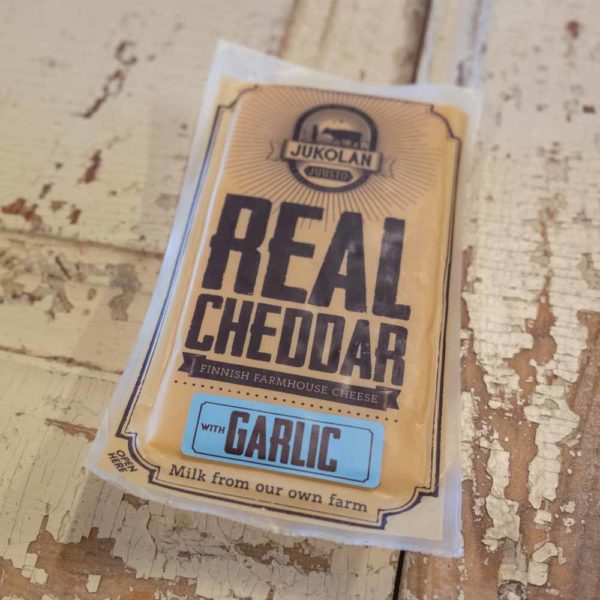 JUKOLAN
JUUSTO
REAL
CHEDDAR
FINNISH FARMHOUSE CHEESE
WITH GARLIC
OPEN
HERE
Milk from our own farm